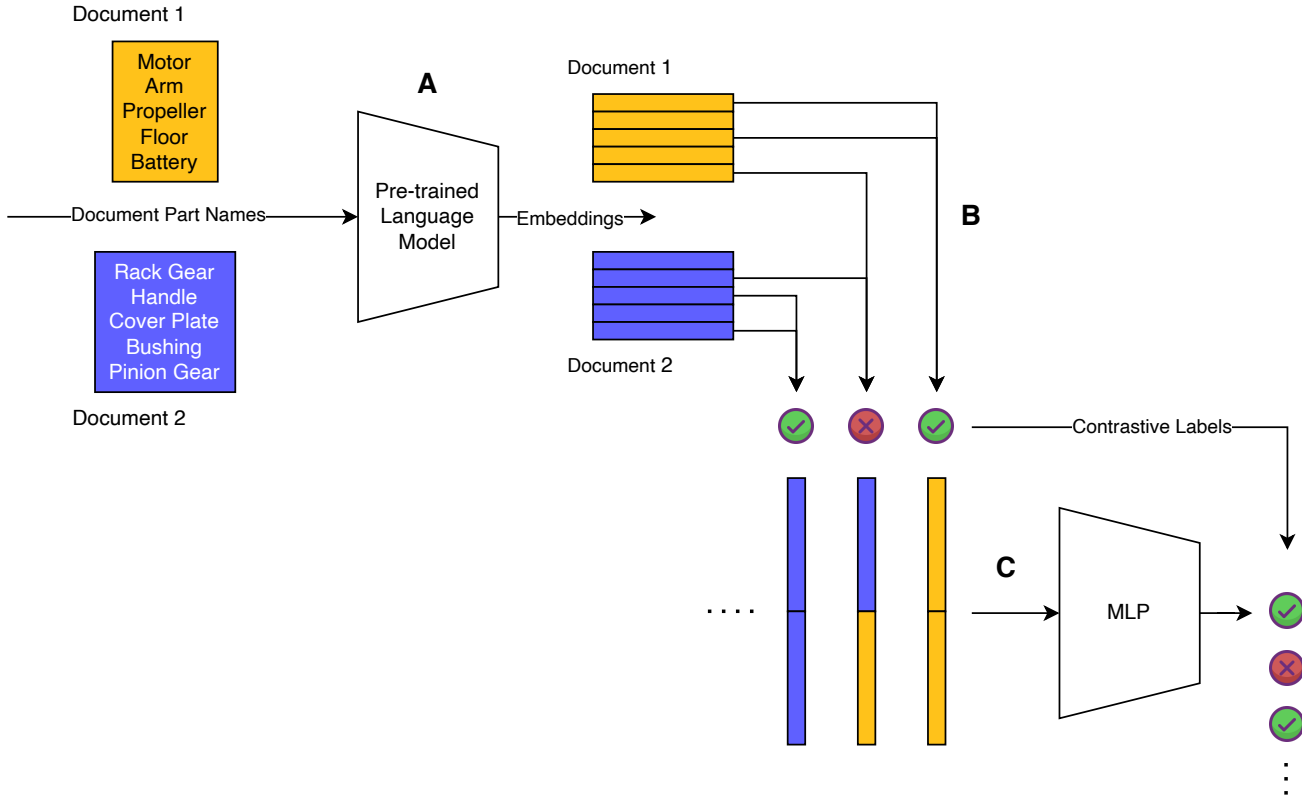 Document 1
Motor
Arm
Propeller
Floor
Battery
Document Part Names
Rack Gear
Handle
Cover Plate
Bushing
Pinion Gear
Document 2
A
Pre-trained
Language
Model
Embeddings
Document 1
Document 2
B
Contrastive Labels
C
MLP